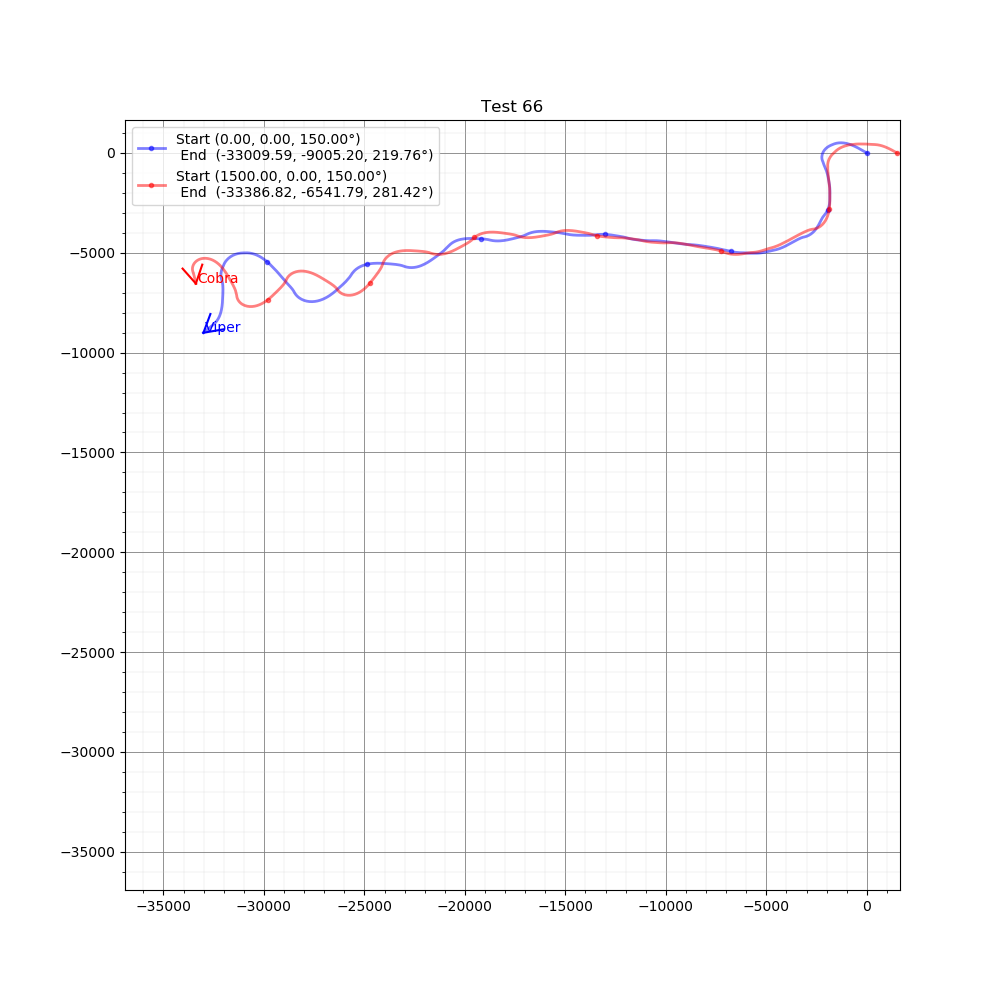 Test 66
Start (0.00, 0.00, 150.00°)
End  (-33009.59, -9005.20, 219.76°)
Start (1500.00, 0.00, 150.00°)
End  (-33386.82, -6541.79, 281.42°)
0
−5000
−10000
−15000
−20000
−25000
−30000
−35000
Cobra
Viper
−35000
−30000
−25000
−20000
−15000
−10000
−5000
0